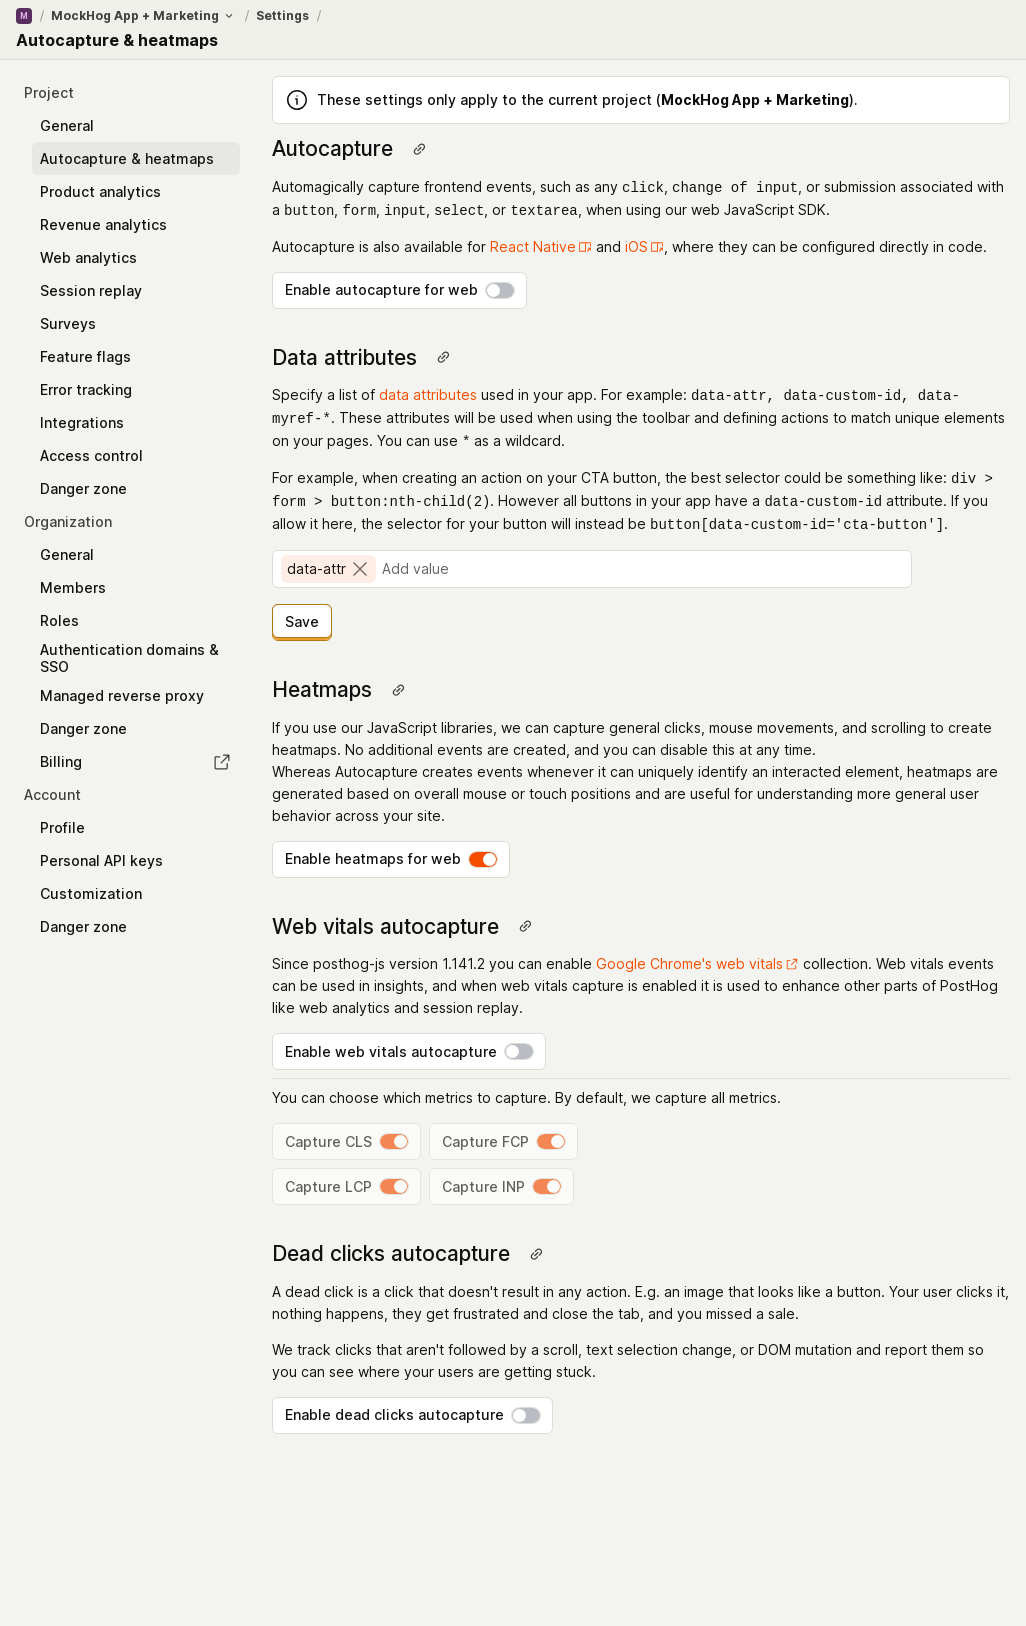 M / MockHog App + Marketing / Settings /
Autocapture & heatmaps
Project
General
Autocapture & heatmaps
Product analytics
Revenue analytics
Web analytics
Session replay
Surveys
Feature flags
Error tracking
Integrations
Access control
Danger zone
Organization
General
Members
Roles
Authentication domains &
SSO
Managed reverse proxy
Danger zone
Billing
Account
Profile
Personal API keys
Customization
Danger zone
These settings only apply to the current project (MockHog App + Marketing).
Autocapture
Automagically capture frontend events, such as any click, change of input, or submission associated with
a button, form, input, select, or textarea, when using our web JavaScript SDK.
Autocapture is also available for React Native and iOS, where they can be configured directly in code.
Enable autocapture for web
Data attributes
Specify a list of data attributes used in your app. For example: data-attr, data-custom-id, data-
myref-*. These attributes will be used when using the toolbar and defining actions to match unique elements
on your pages. You can use * as a wildcard.
For example, when creating an action on your CTA button, the best selector could be something like: div >
form > button:nth-child(2). However all buttons in your app have a data-custom-id attribute. If you
allow it here, the selector for your button will instead be button[data-custom-id='cta-button'].
data-attr Add value
Save
Heatmaps
If you use our JavaScript libraries, we can capture general clicks, mouse movements, and scrolling to create
heatmaps. No additional events are created, and you can disable this at any time.
Whereas Autocapture creates events whenever it can uniquely identify an interacted element, heatmaps are
generated based on overall mouse or touch positions and are useful for understanding more general user
behavior across your site.
Enable heatmaps for web
Web vitals autocapture
Since posthog-js version 1.141.2 you can enable Google Chrome's web vitals collection. Web vitals events
can be used in insights, and when web vitals capture is enabled it is used to enhance other parts of PostHog
like web analytics and session replay.
Enable web vitals autocapture
You can choose which metrics to capture. By default, we capture all metrics.
Capture CLS Capture FCP
Capture LCP Capture INP
Dead clicks autocapture
A dead click is a click that doesn't result in any action. E.g. an image that looks like a button. Your user clicks it,
nothing happens, they get frustrated and close the tab, and you missed a sale.
We track clicks that aren't followed by a scroll, text selection change, or DOM mutation and report them so
you can see where your users are getting stuck.
Enable dead clicks autocapture